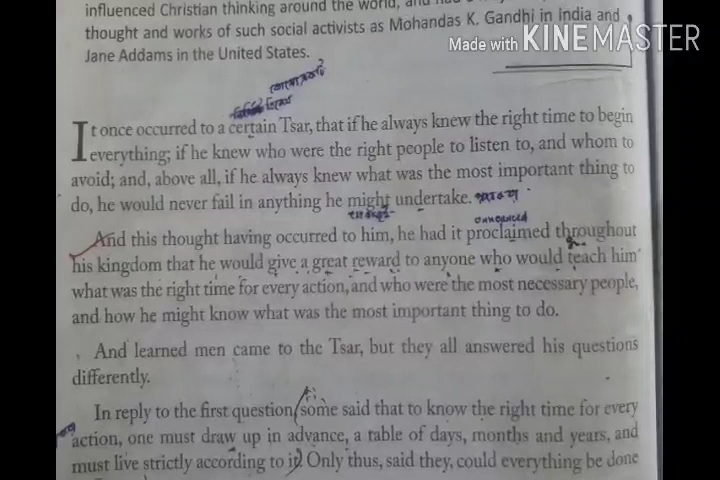 influenced Christian thinking around the world, and had
thought and works of such social activists as Mohandas K. Gandhi in India and
Jane Addams in the United States.
Made with KINEMASTER
It once occurred to a certain Tsar, that if he always knew the right time to begin
everything; if he knew who were the right people to listen to, and whom to
avoid; and, above all, if he always knew what was the most important thing to
do, he would never fail in anything he might undertake.
announced
And this thought having occurred to him, he had it proclaimed throughout
his kingdom that he would give a great reward to anyone who would teach him
what was the right time for every action, and who were the most necessary people,
and how he might know what was the most important thing to do.
And learned men came to the Tsar, but they all answered his questions
differently.
In reply to the first question, some said that to know the right time for every
action, one must draw up in advance, a table of days, months and years, and
must live strictly according to it. Only thus, said they, could everything be done